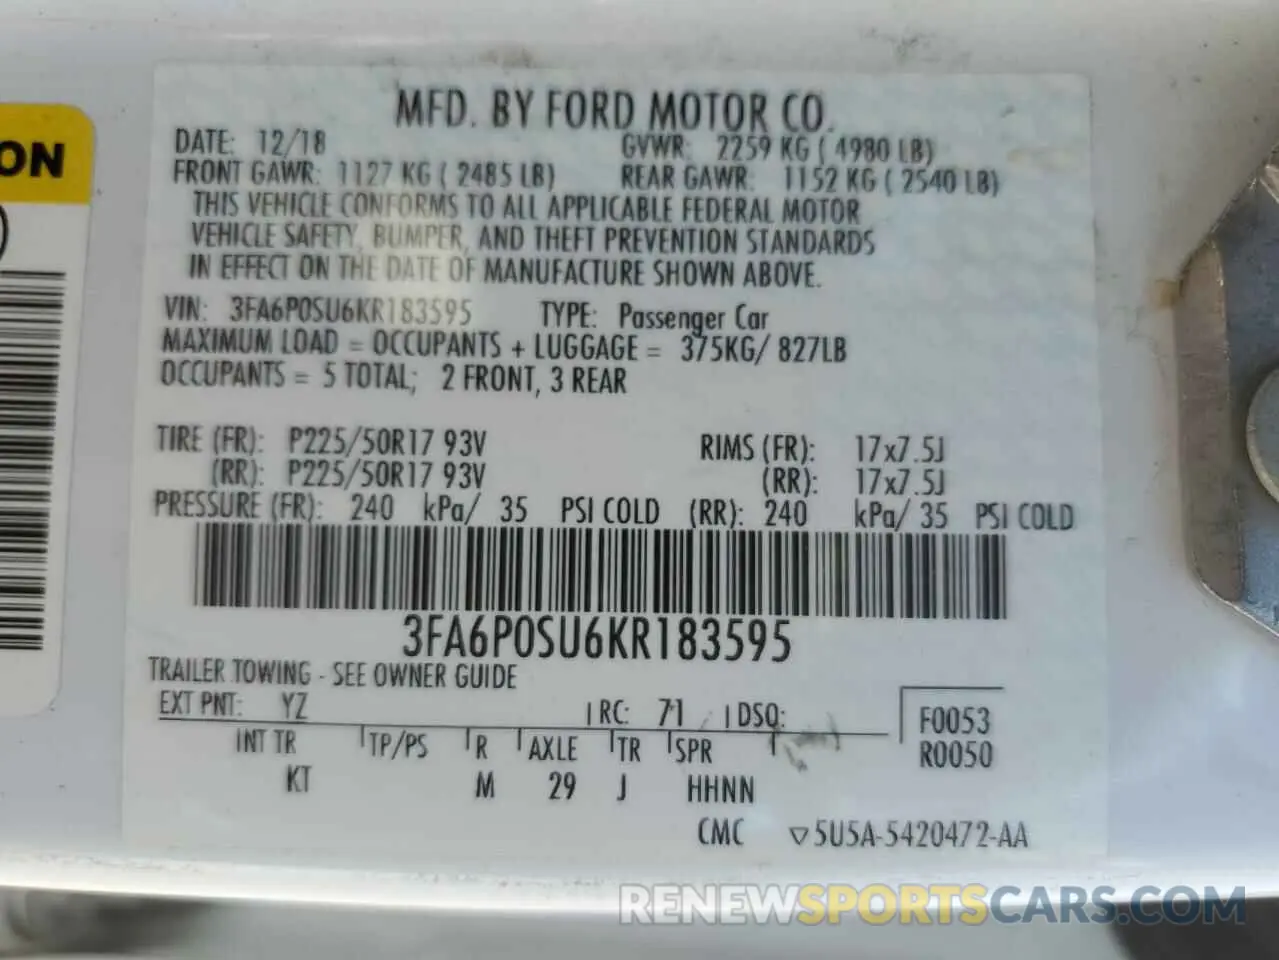 MFD. BY FORD MOTOR CO.
DATE: 12/18 GVWR: 2259 KG ( 4980 LB)
FRONT GAWR: 1127 KG ( 2485 LB) REAR GAWR: 1152 KG ( 2540 LB)
THIS VEHICLE CONFORMS TO ALL APPLICABLE FEDERAL MOTOR
VEHICLE SAFETY, BUMPER, AND THEFT PREVENTION STANDARDS
IN EFFECT ON THE DATE OF MANUFACTURE SHOWN ABOVE.
VIN: 3FA6P0SU6KR183595 TYPE: Passenger Car
MAXIMUM LOAD = OCCUPANTS + LUGGAGE = 375KG/ 827LB
OCCUPANTS = 5 TOTAL; 2 FRONT, 3 REAR
TIRE (FR): P225/50R17 93V RIMS (FR): 17x7.5J
(RR): P225/50R17 93V (RR): 17x7.5J
PRESSURE (FR): 240 kPa/ 35 PSI COLD (RR): 240 kPa/ 35 PSI COLD
3FA6P0SU6KR183595
TRAILER TOWING - SEE OWNER GUIDE
EXT PNT: YZ RC: 71 DSO: F0053
INT TR TP/PS R AXLE TR SPR R0050
KT M 29 J HHNN
CMC ▽5U5A-5420472-AA
ON
RENEWSPORTSCARS.COM